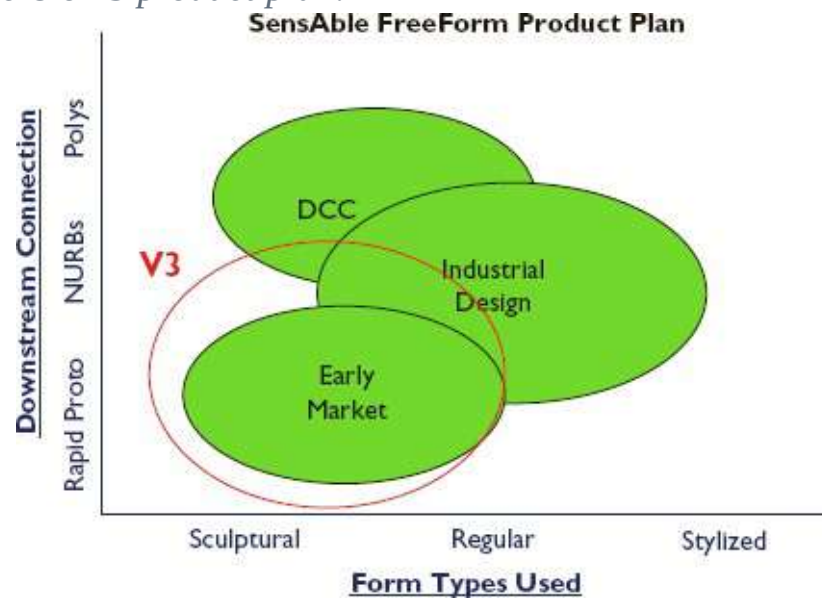 SensAble FreeForm Product Plan
Downstream Connection
Polys
NURBs
Rapid Proto
DCC
V3
Industrial
Design
Early
Market
Sculptural
Regular
Stylized
Form Types Used